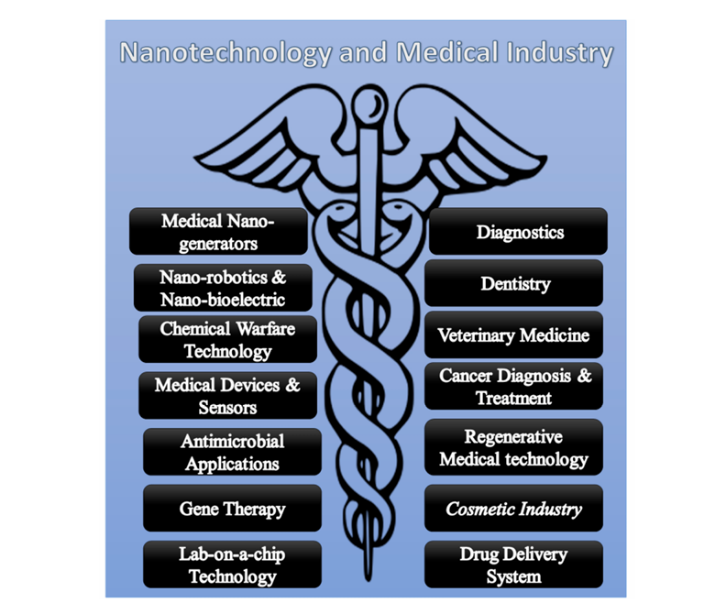 Nanotechnology and Medical Industry
Medical Nano-
generators
Nano-robotics &
Nano-bioelectric
Chemical Warfare
Technology
Medical Devices &
Sensors
Antimicrobial
Applications
Gene Therapy
Lab-on-a-chip
Technology
Diagnostics
Dentistry
Veterinary Medicine
Cancer Diagnosis &
Treatment
Regenerative
Medical technology
Cosmetic Industry
Drug Delivery
System